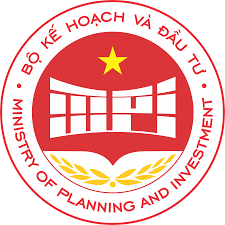 BỘ KẾ HOẠCH VÀ ĐẦU TƯ
MINISTRY OF PLANNING AND INVESTMENT